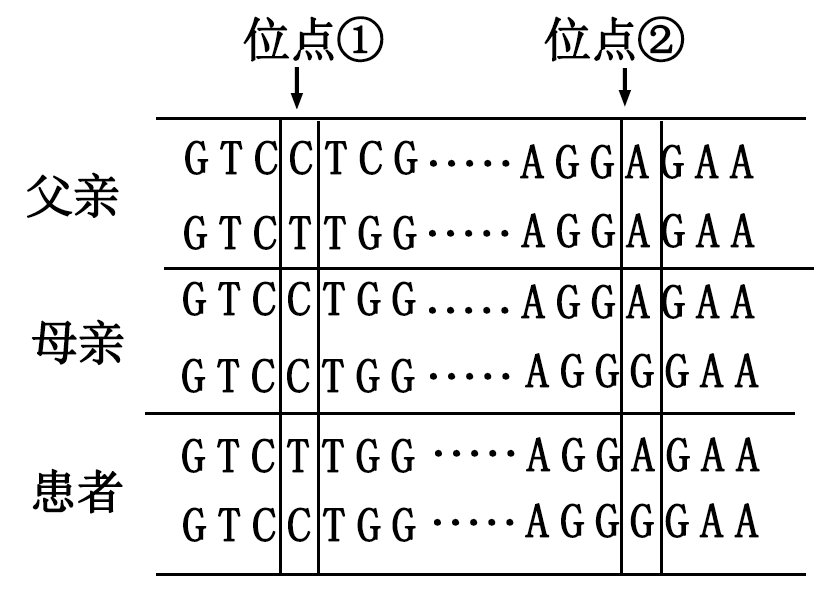 位点① 位点②
父亲
GTCCTCG·····AGGAGAA
GTCTTGG·····AGGAGAA
母亲
GTCCTGG·····AGGAGAA
GTCCTGG·····AGGGGAA
患者
GTCTTGG·····AGGAGAA
GTCCTGG·····AGGGGAA